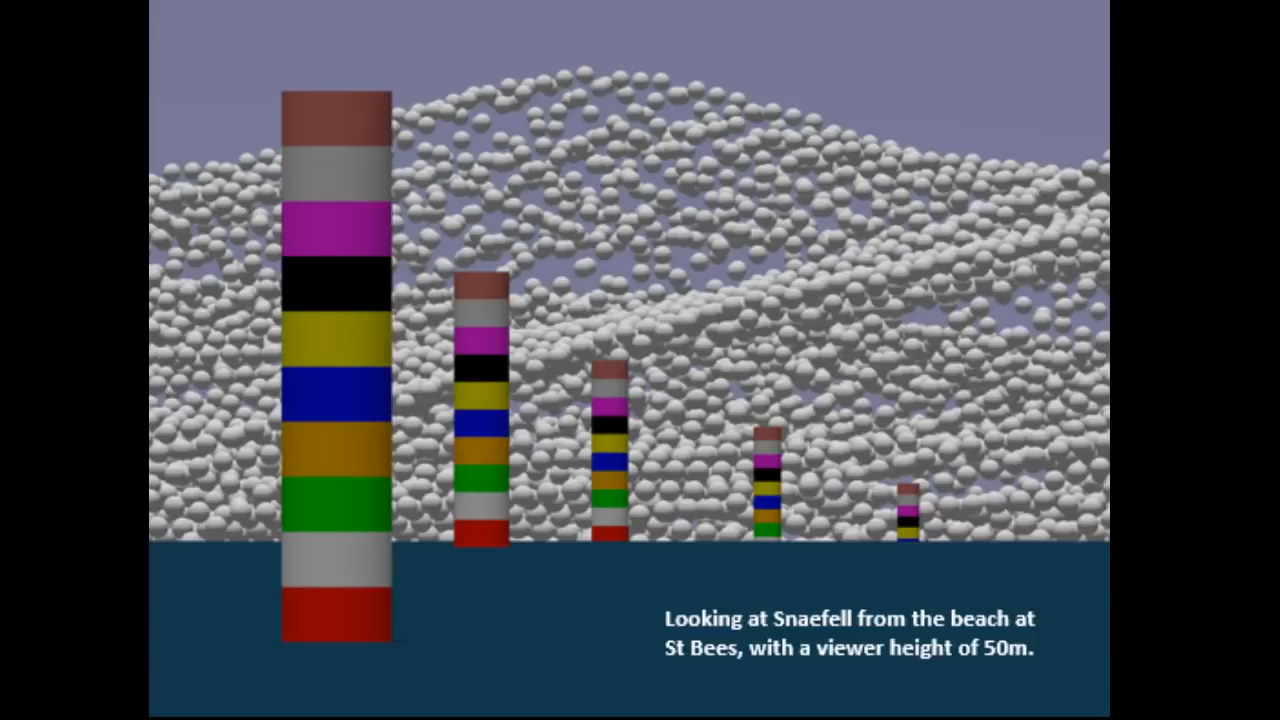 Looking at Snaefell from the beach at
St Bees, with a viewer height of 50m.